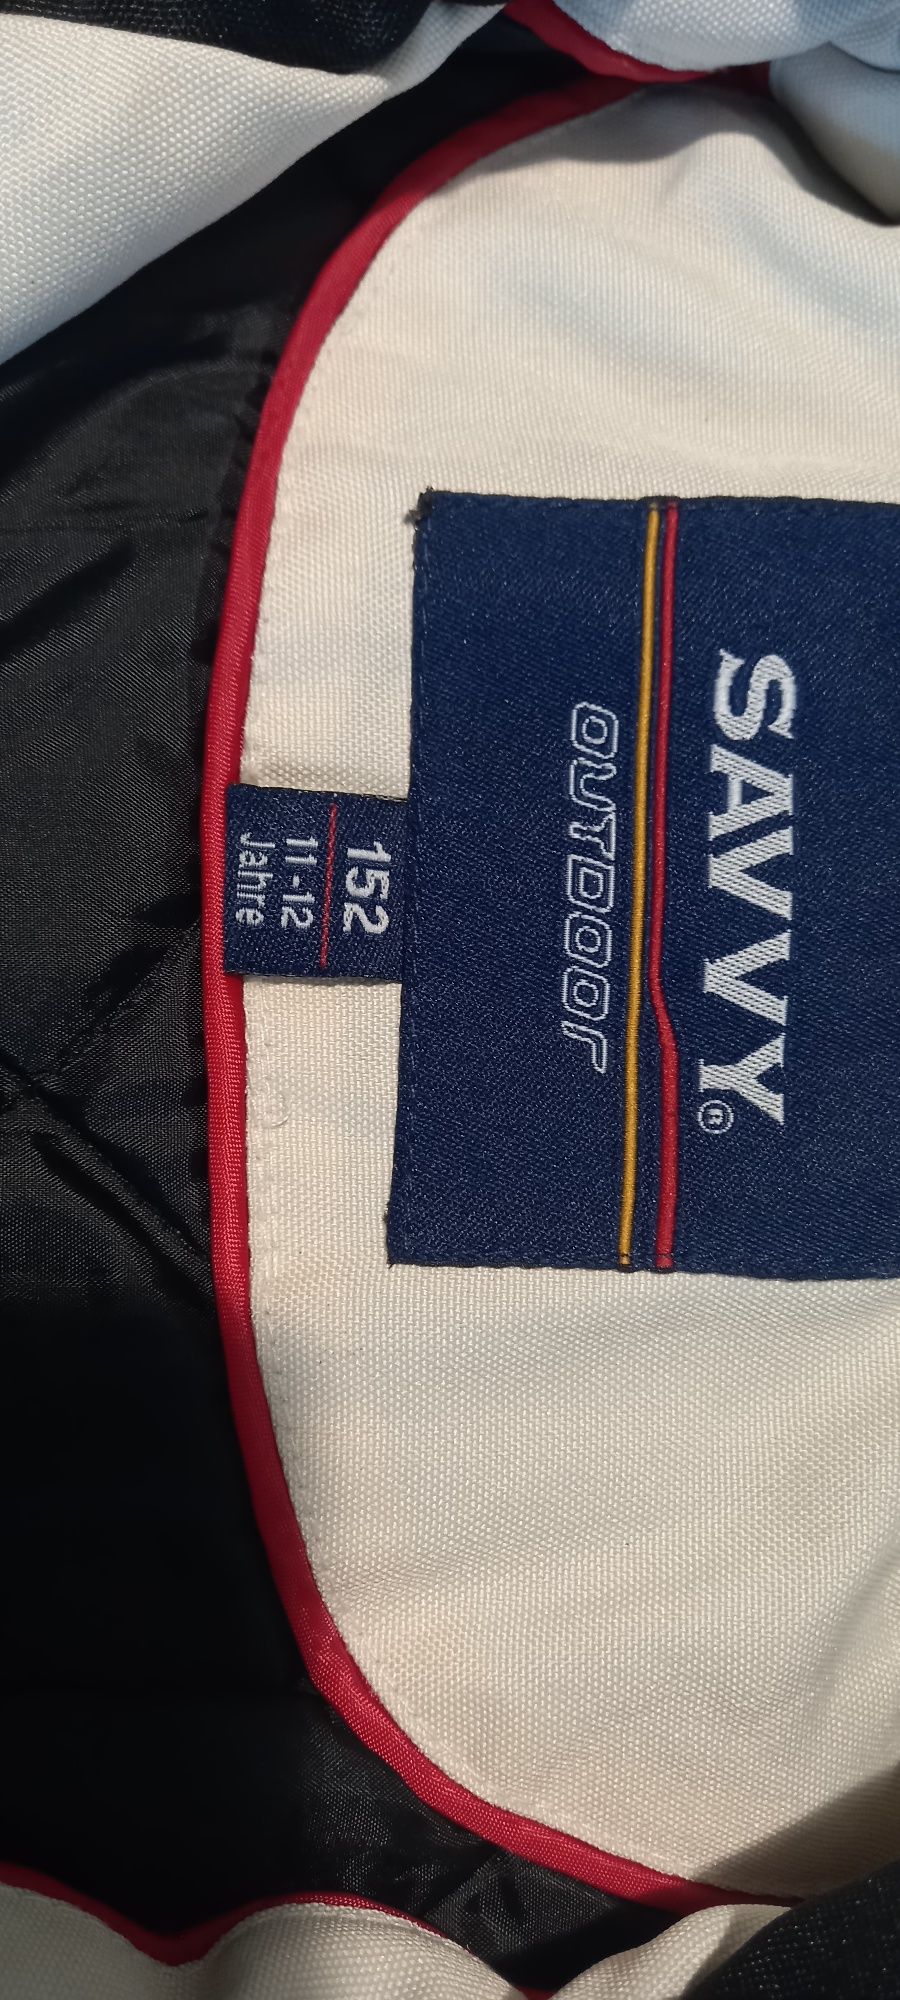 SAVVY®
OUTDOOR
152
11-12
Jahre